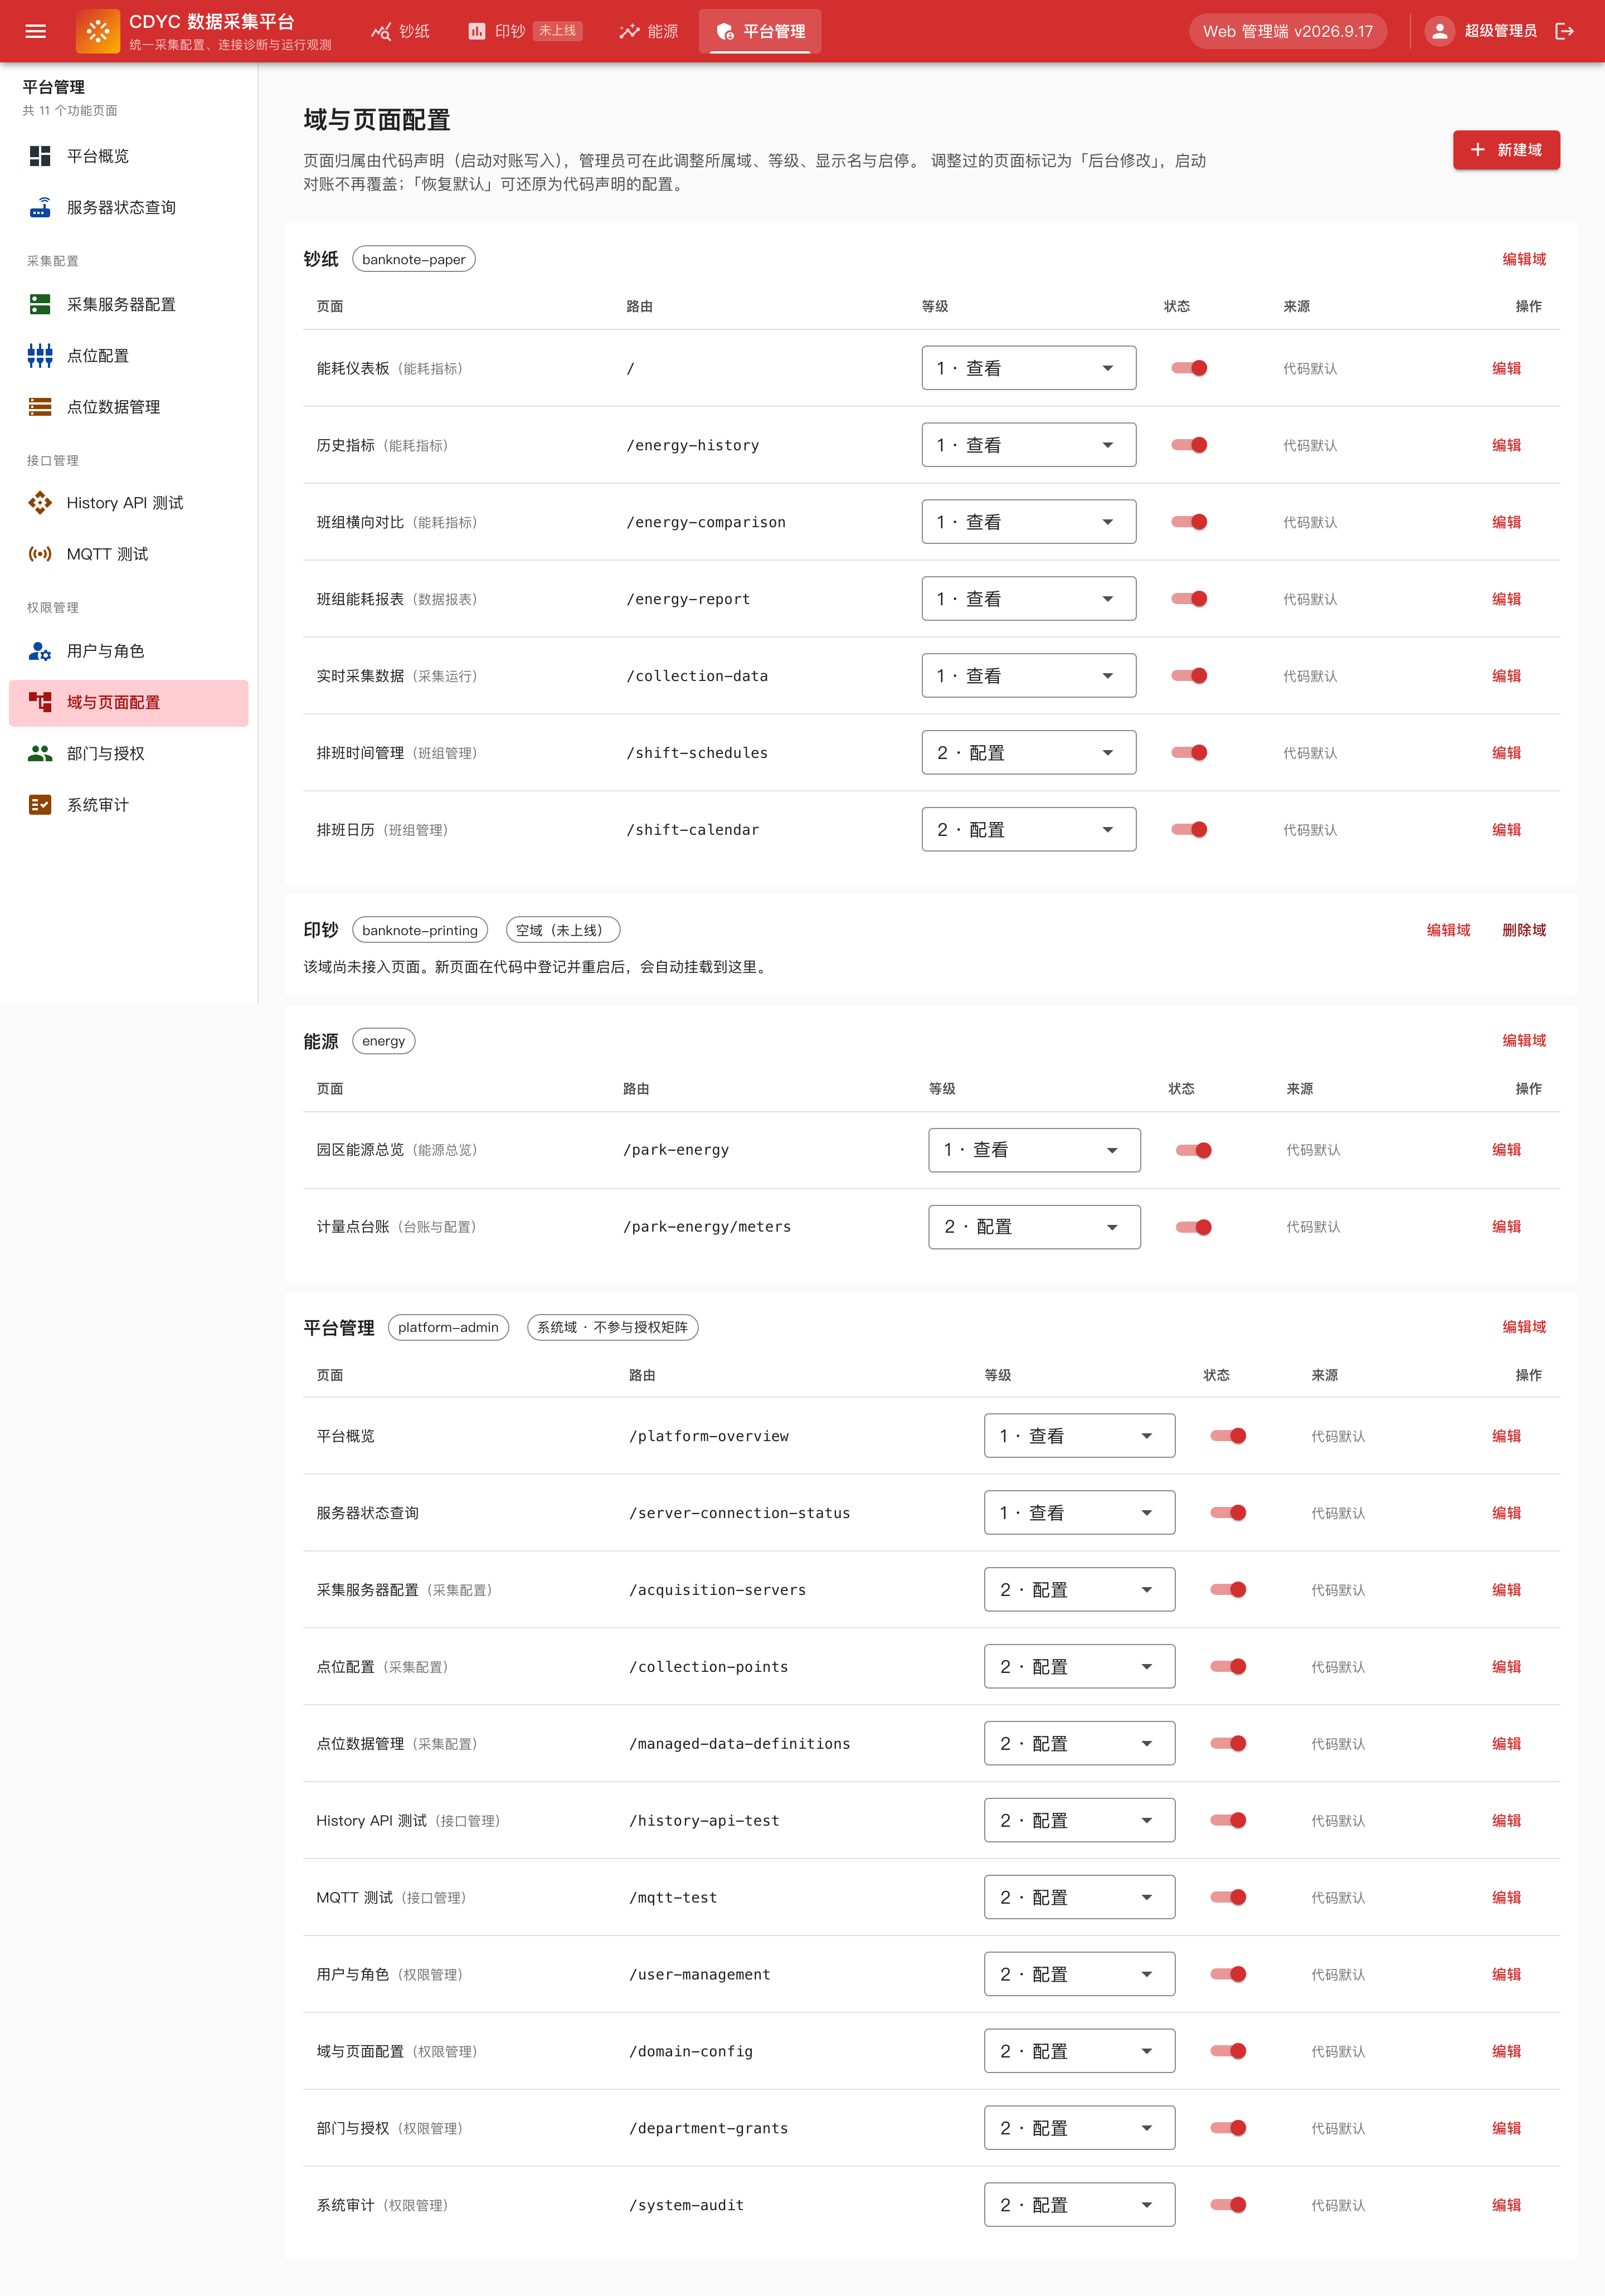 CDYC 数据采集平台
统一采集配置、连接诊断与运行观测
钞纸
印钞 未上线
能源
平台管理
Web 管理端 v2026.9.17
超级管理员
平台管理
共 11 个功能页面
平台概览
服务器状态查询
采集配置
采集服务器配置
点位配置
点位数据管理
接口管理
History API 测试
MQTT 测试
权限管理
用户与角色
域与页面配置
部门与授权
系统审计
域与页面配置
页面归属由代码声明（启动对账写入），管理员可在此调整所属域、等级、显示名与启停。 调整过的页面标记为「后台修改」，启动
对账不再覆盖；「恢复默认」可还原为代码声明的配置。
新建域
钞纸 banknote-paper 编辑域
页面 路由 等级 状态 来源 操作
能耗仪表板（能耗指标） / 1 · 查看 代码默认 编辑
历史指标（能耗指标） /energy-history 1 · 查看 代码默认 编辑
班组横向对比（能耗指标） /energy-comparison 1 · 查看 代码默认 编辑
班组能耗报表（数据报表） /energy-report 1 · 查看 代码默认 编辑
实时采集数据（采集运行） /collection-data 1 · 查看 代码默认 编辑
排班时间管理（班组管理） /shift-schedules 2 · 配置 代码默认 编辑
排班日历（班组管理） /shift-calendar 2 · 配置 代码默认 编辑
印钞 banknote-printing 空域（未上线） 编辑域 删除域
该域尚未接入页面。新页面在代码中登记并重启后，会自动挂载到这里。
能源 energy 编辑域
页面 路由 等级 状态 来源 操作
园区能源总览（能源总览） /park-energy 1 · 查看 代码默认 编辑
计量点台账（台账与配置） /park-energy/meters 2 · 配置 代码默认 编辑
平台管理 platform-admin 系统域 · 不参与授权矩阵 编辑域
页面 路由 等级 状态 来源 操作
平台概览 /platform-overview 1 · 查看 代码默认 编辑
服务器状态查询 /server-connection-status 1 · 查看 代码默认 编辑
采集服务器配置（采集配置） /acquisition-servers 2 · 配置 代码默认 编辑
点位配置（采集配置） /collection-points 2 · 配置 代码默认 编辑
点位数据管理（采集配置） /managed-data-definitions 2 · 配置 代码默认 编辑
History API 测试（接口管理） /history-api-test 2 · 配置 代码默认 编辑
MQTT 测试（接口管理） /mqtt-test 2 · 配置 代码默认 编辑
用户与角色（权限管理） /user-management 2 · 配置 代码默认 编辑
域与页面配置（权限管理） /domain-config 2 · 配置 代码默认 编辑
部门与授权（权限管理） /department-grants 2 · 配置 代码默认 编辑
系统审计（权限管理） /system-audit 2 · 配置 代码默认 编辑